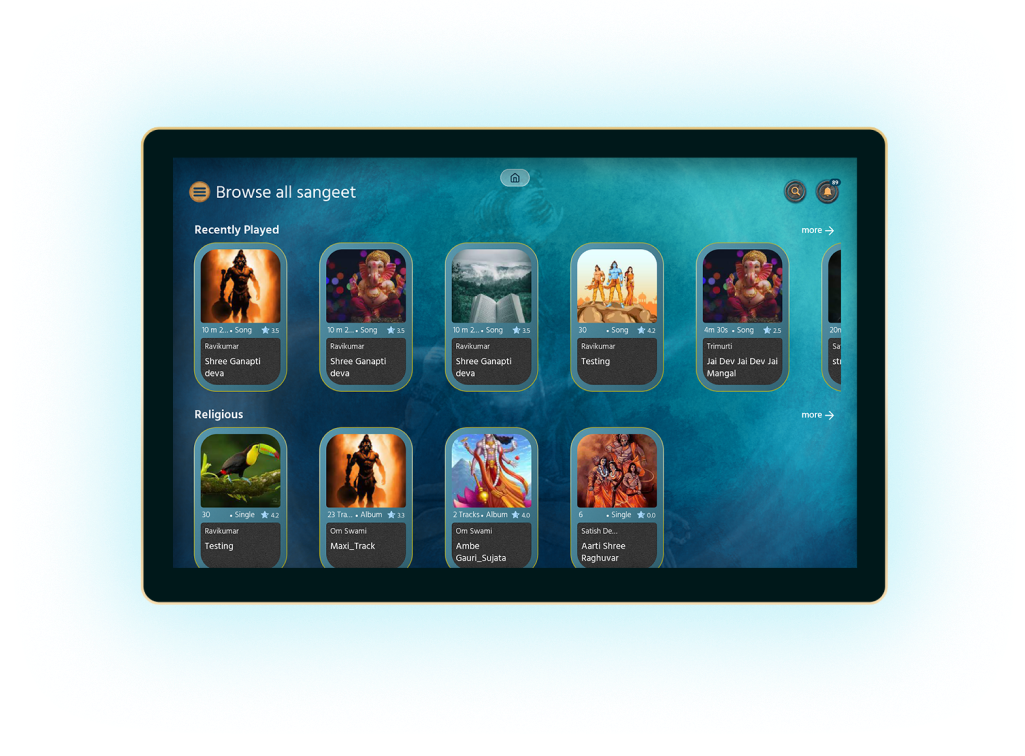 Browse all sangeet
89
Recently Played
more
10 m 2... • Song 3.5
Ravikumar
Shree Ganapti
deva
10 m 2... • Song 3.5
Ravikumar
Shree Ganapti
deva
10 m 2... • Song 3.5
Ravikumar
Shree Ganapti
deva
30 • Song 4.2
Ravikumar
Testing
4m 30s • Song 2.5
Trimurti
Jai Dev Jai Dev Jai
Mangal
Religious
more
30 • Single 4.2
Ravikumar
Testing
23 Tra... • Album 3.3
Om Swami
Maxi_Track
2 Tracks • Album 4.0
Om Swami
Ambe
Gauri_Sujata
6 • Single 0.0
Satish De...
Aarti Shree
Raghuvar